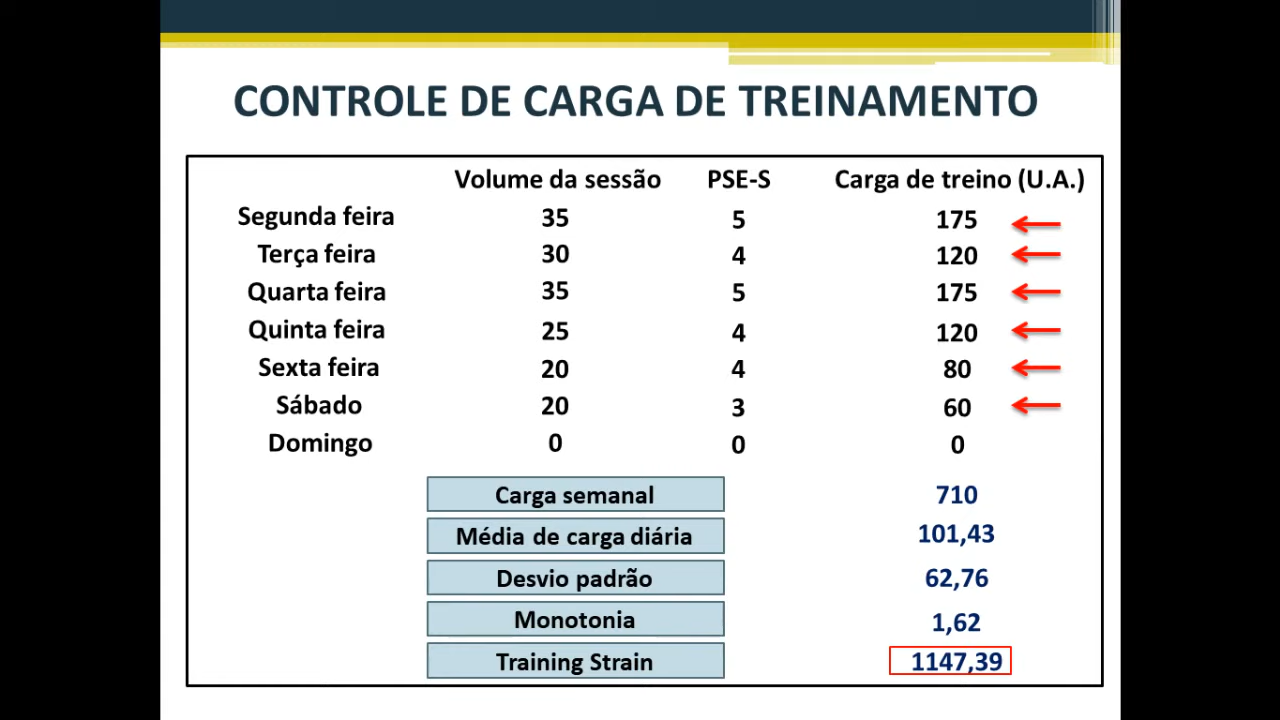 CONTROLE DE CARGA DE TREINAMENTO
Volume da sessão PSE-S Carga de treino (U.A.)
Segunda feira 35 5 175
Terça feira 30 4 120
Quarta feira 35 5 175
Quinta feira 25 4 120
Sexta feira 20 4 80
Sábado 20 3 60
Domingo 0 0 0
Carga semanal 710
Média de carga diária 101,43
Desvio padrão 62,76
Monotonia 1,62
Training Strain 1147,39